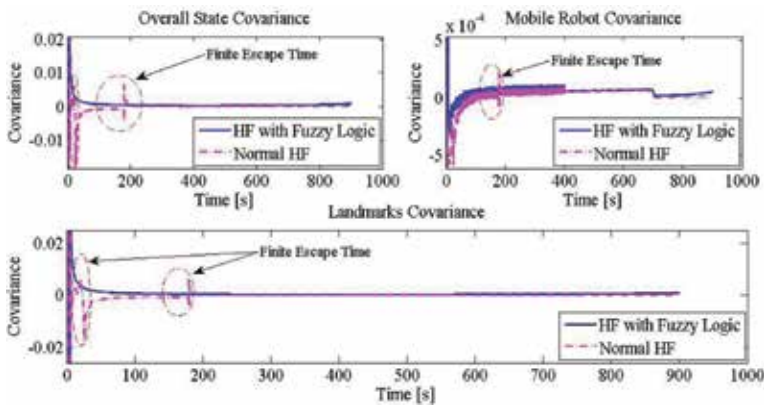 Overall State Covariance
0.02
0.01
0
-0.01
Covariance
Finite Escape Time
HF with Fuzzy Logic
Normal HF
0 200 400 600 800 1000
Time [s]
Mobile Robot Covariance
x 10⁻⁴
5
0
-5
Covariance
Finite Escape Time
HF with Fuzzy Logic
Normal HF
0 200 400 600 800 1000
Time [s]
Landmarks Covariance
0.02
0
-0.02
Covariance
Finite Escape Time
HF with Fuzzy Logic
Normal HF
0 100 200 300 400 500 600 700 800 900 1000
Time [s]